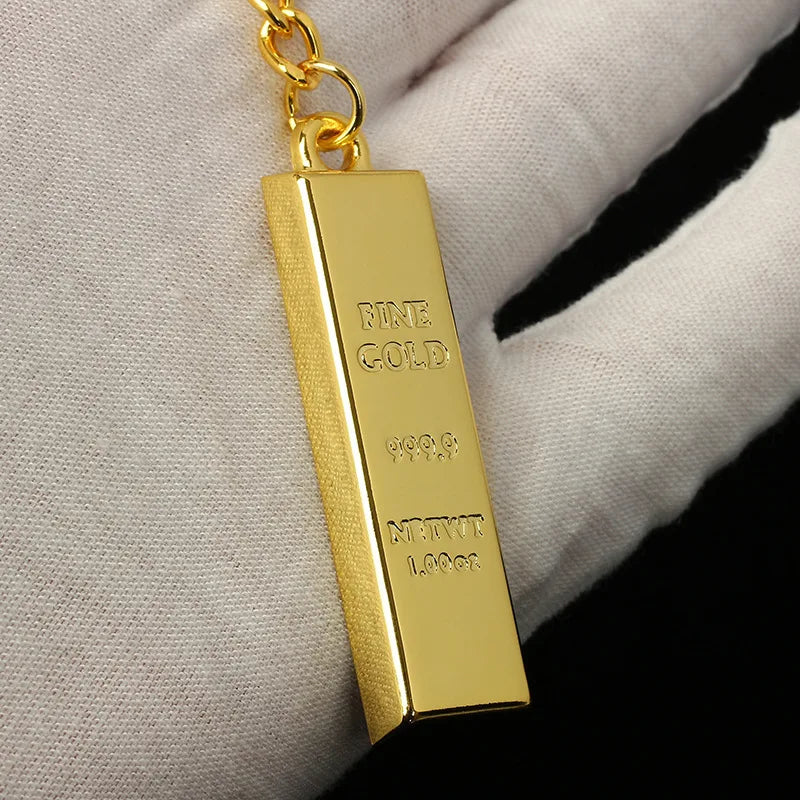 FINE
GOLD
999.9
NETWT
1.00oz